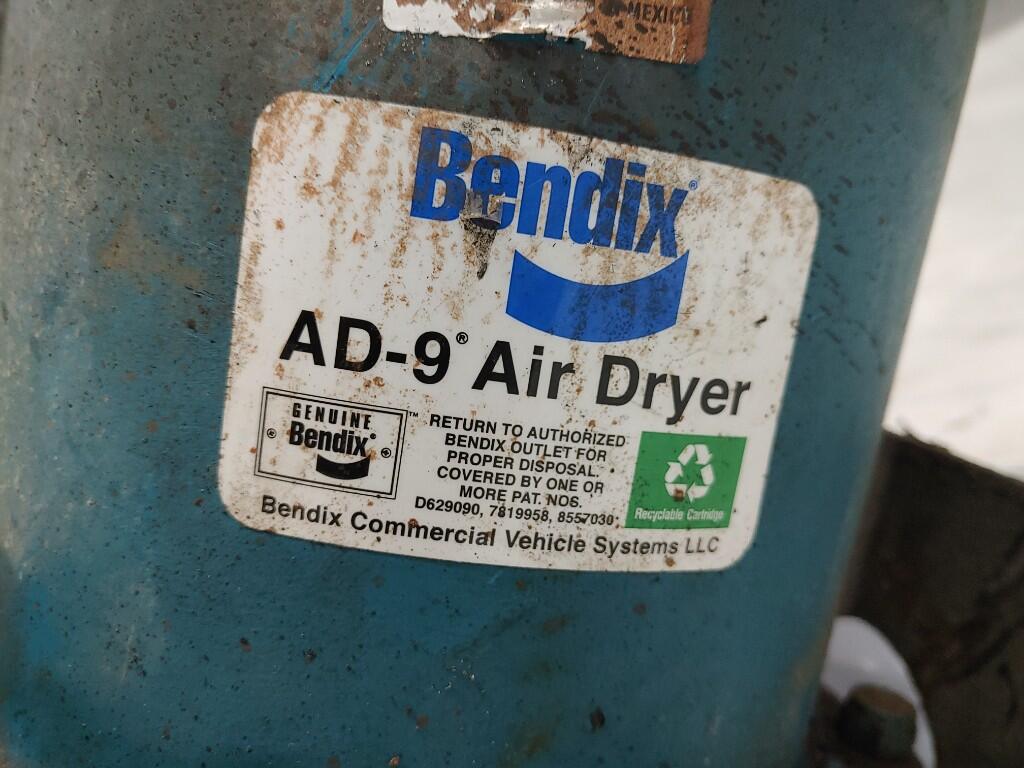 MEXICO
Bendix®
AD-9® Air Dryer
GENUINE
Bendix®
®
®
™
RETURN TO AUTHORIZED
BENDIX OUTLET FOR
PROPER DISPOSAL.
COVERED BY ONE OR
MORE PAT. NOS.
D629090, 7819958, 8557030
Recyclable Cartridge
Bendix Commercial Vehicle Systems LLC